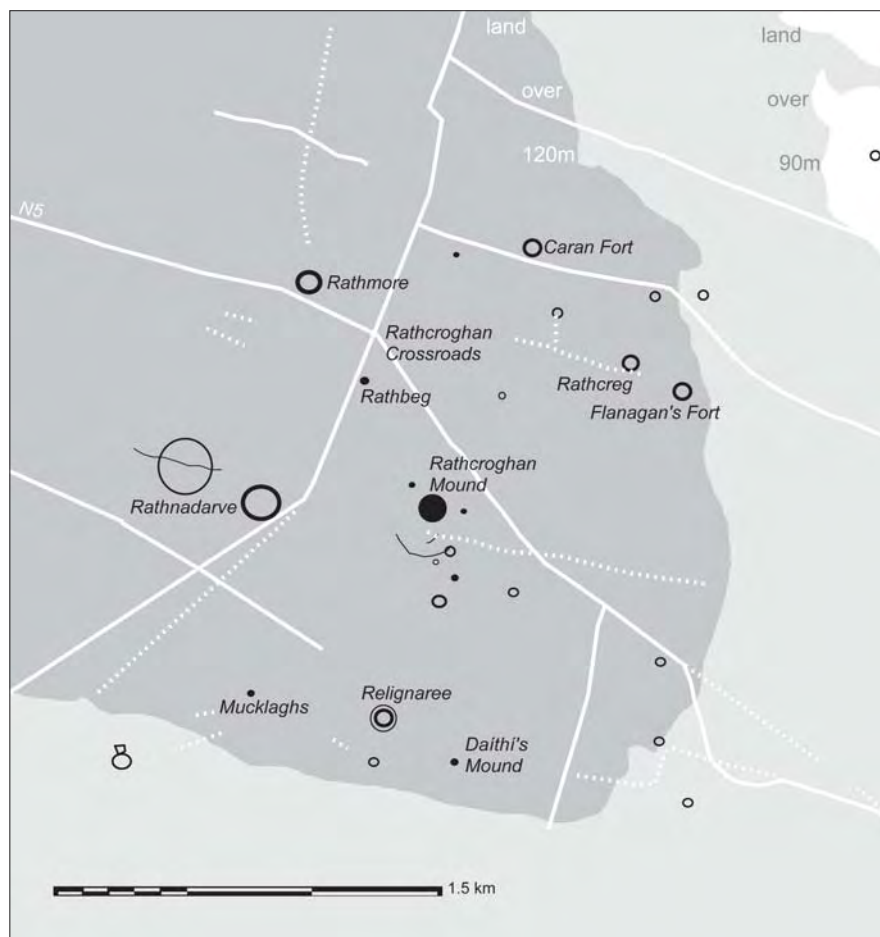 land
land
over
over
120m
90m
N5
Caran Fort
Rathmore
Rathcroghan
Crossroads
Rathcreg
Rathbeg
Flanagan's Fort
Rathcroghan
Mound
Rathnadarve
Relignaree
Mucklaghs
Daithi's
Mound
1.5 km